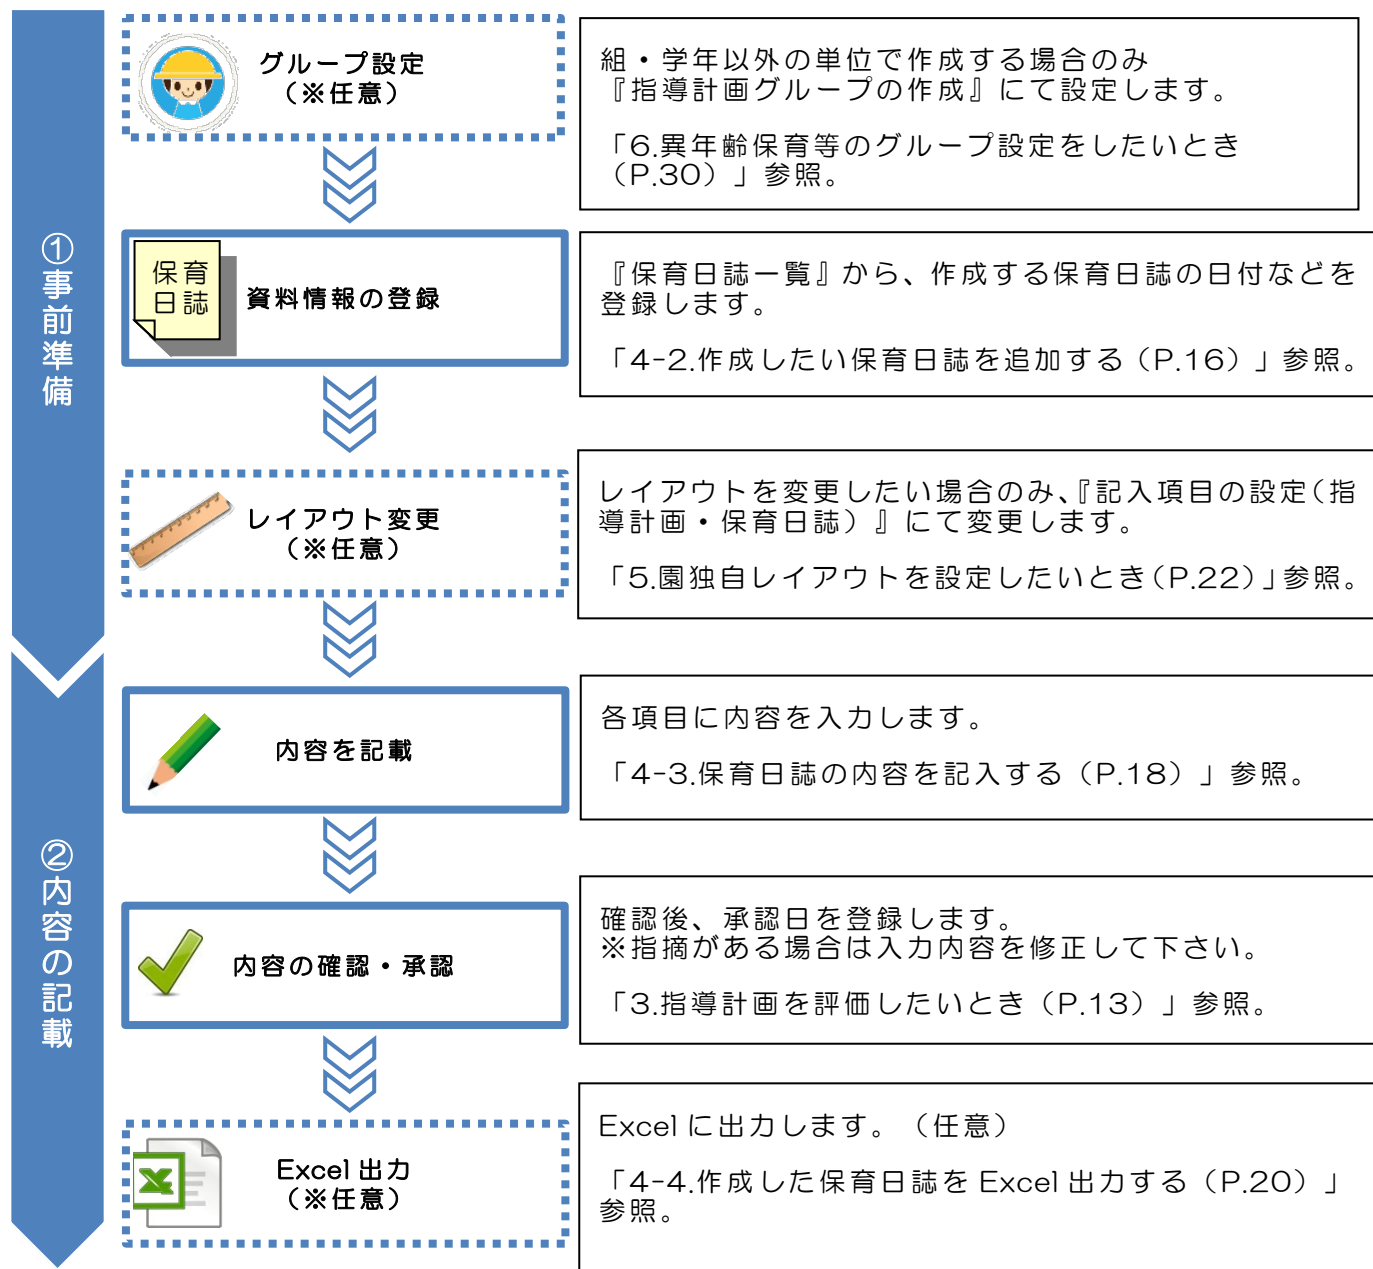 ①事前準備
グループ設定
（※任意）
組・学年以外の単位で作成する場合のみ
『指導計画グループの作成』にて設定します。
「6.異年齢保育等のグループ設定をしたいとき
（P.30）」参照。
保育
日誌
資料情報の登録
『保育日誌一覧』から、作成する保育日誌の日付などを
登録します。
「4-2.作成したい保育日誌を追加する（P.16）」参照。
レイアウト変更
（※任意）
レイアウトを変更したい場合のみ、『記入項目の設定（指
導計画・保育日誌）』にて変更します。
「5.園独自レイアウトを設定したいとき（P.22）」参照。
②内容の記載
内容を記載
各項目に内容を入力します。
「4-3.保育日誌の内容を記入する（P.18）」参照。
内容の確認・承認
確認後、承認日を登録します。
※指摘がある場合は入力内容を修正して下さい。
「3.指導計画を評価したいとき（P.13）」参照。
Excel 出力
（※任意）
Excel に出力します。（任意）
「4-4.作成した保育日誌を Excel 出力する（P.20）」
参照。